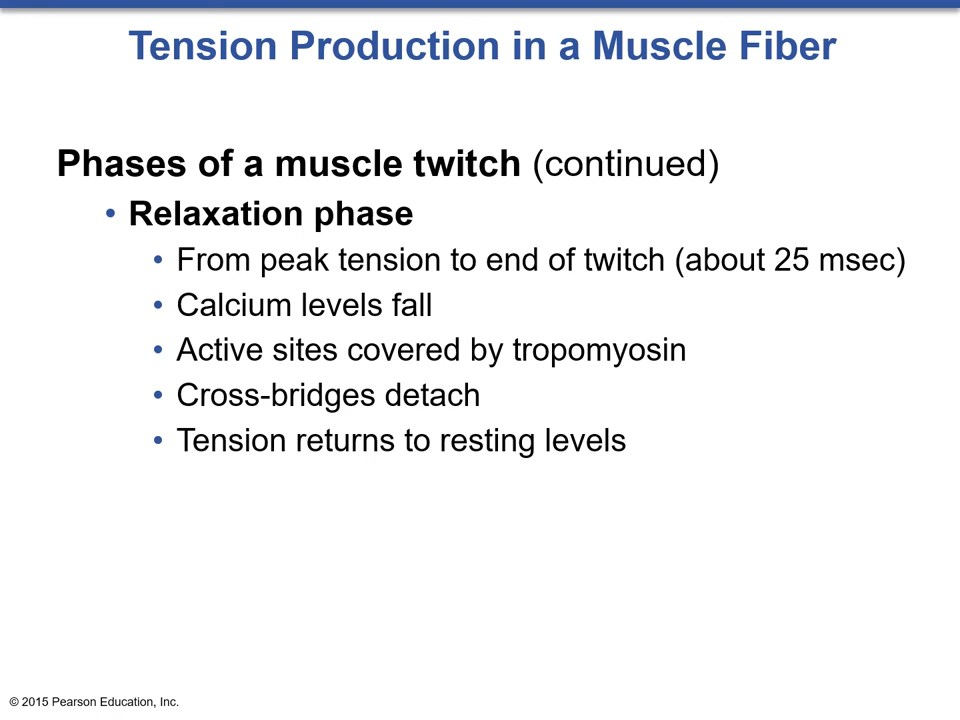 Tension Production in a Muscle Fiber
Phases of a muscle twitch (continued)
• Relaxation phase
• From peak tension to end of twitch (about 25 msec)
• Calcium levels fall
• Active sites covered by tropomyosin
• Cross-bridges detach
• Tension returns to resting levels
© 2015 Pearson Education, Inc.